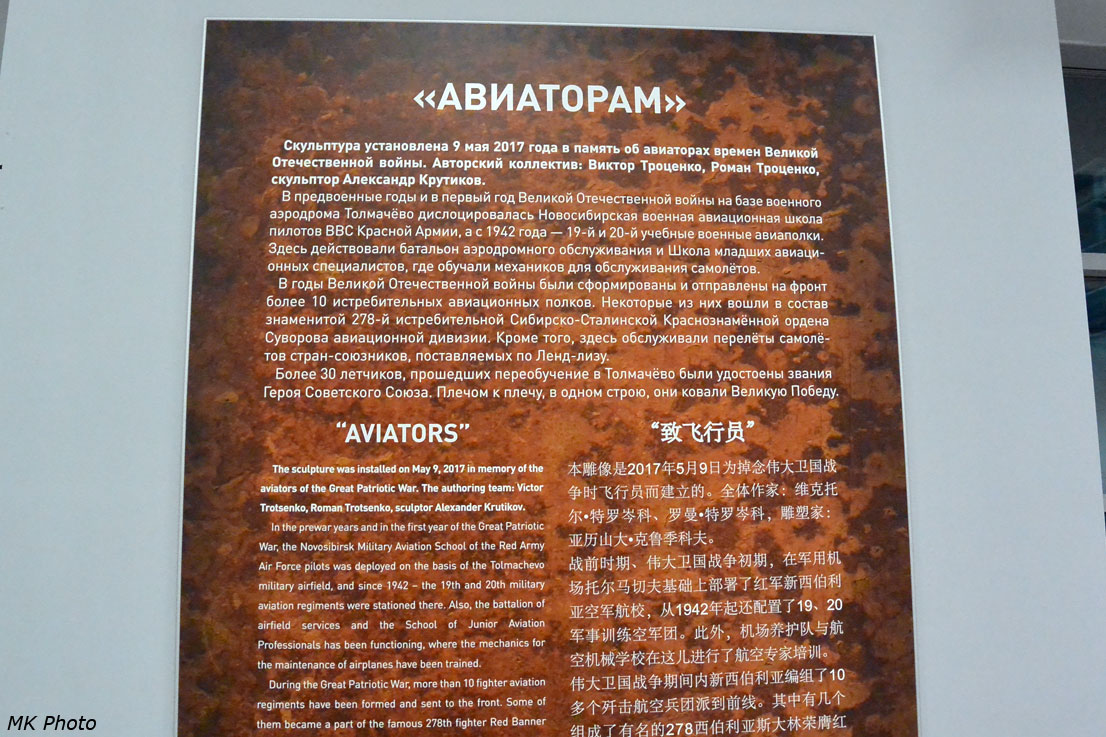 «АВИАТОРАМ»
Скульптура установлена 9 мая 2017 года в память об авиаторах времен Великой
Отечественной войны. Авторский коллектив: Виктор Троценко, Роман Троценко,
скульптор Александр Крутиков.
В предвоенные годы и в первый год Великой Отечественной войны на базе военного
аэродрома Толмачёво дислоцировалась Новосибирская военная авиационная школа
пилотов ВВС Красной Армии, а с 1942 года — 19-й и 20-й учебные военные авиаполки.
Здесь действовали батальон аэродромного обслуживания и Школа младших авиаци-
онных специалистов, где обучали механиков для обслуживания самолётов.
В годы Великой Отечественной войны были сформированы и отправлены на фронт
более 10 истребительных авиационных полков. Некоторые из них вошли в состав
знаменитой 278-й истребительной Сибирско-Сталинской Краснознамённой ордена
Суворова авиационной дивизии. Кроме того, здесь обслуживали перелёты самолё-
тов стран-союзников, поставляемых по Ленд-лизу.
Более 30 летчиков, прошедших переобучение в Толмачёво были удостоены звания
Героя Советского Союза. Плечом к плечу, в одном строю, они ковали Великую Победу.
“AVIATORS”
The sculpture was installed on May 9, 2017 in memory of the
aviators of the Great Patriotic War. The authoring team: Victor
Trotsenko, Roman Trotsenko, sculptor Alexander Krutikov.
In the prewar years and in the first year of the Great Patriotic
War, the Novosibirsk Military Aviation School of the Red Army
Air Force pilots was deployed on the basis of the Tolmachevo
military airfield, and since 1942 – the 19th and 20th military
aviation regiments were stationed there. Also, the battalion of
airfield services and the School of Junior Aviation
Professionals has been functioning, where the mechanics for
the maintenance of airplanes have been trained.
During the Great Patriotic War, more than 10 fighter aviation
regiments have been formed and sent to the front. Some of
them became a part of the famous 278th fighter Red Banner
“致飞行员”
本雕像是2017年5月9日为掉念伟大卫国战
争时飞行员而建立的。全体作家：维克托
尔•特罗岑科、罗曼•特罗岑科，雕塑家：
亚历山大•克鲁季科夫。
战前时期、伟大卫国战争初期，在军用机
场托尔马切夫基础上部署了红军新西伯利
亚空军航校，从1942年起还配置了19、20
军事训练空军团。此外，机场养护队与航
空机械学校在这儿进行了航空专家培训。
伟大卫国战争期间内新西伯利亚编组了10
多个歼击航空兵团派到前线。其中有几个
组成了有名的278西伯利亚斯大林荣膺红
MK Photo